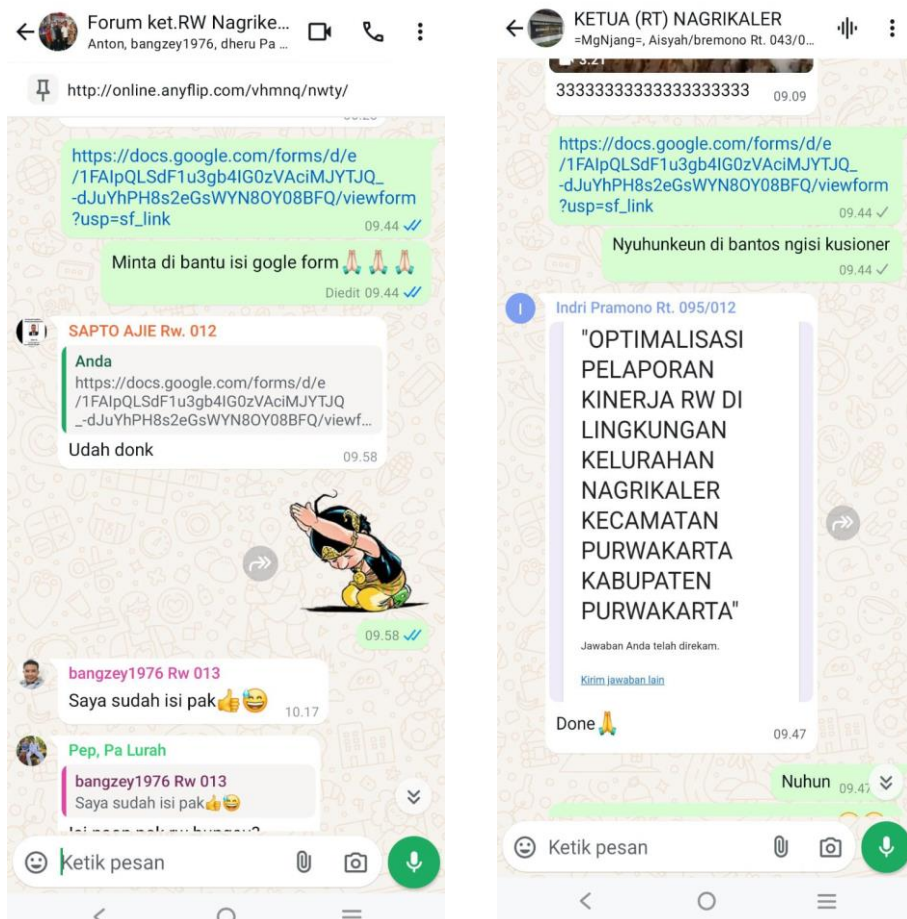 Forum ket.RW Nagrike...
Anton, bangzey1976, dheru Pa ...
http://online.anyflip.com/vhmnq/nwty/
https://docs.google.com/forms/d/e
/1FAIpQLSdF1u3gb4IG0zVAciMJYTJQ_
-dJuYhPH8s2eGsWYN8OY08BFQ/viewform
?usp=sf_link
09.44
Minta di bantu isi gogle form 🙏🏻 🙏🏻 🙏🏻
Diedit 09.44
SAPTO AJIE Rw. 012
Anda
https://docs.google.com/forms/d/e
/1FAIpQLSdF1u3gb4IG0zVAciMJYTJQ
_-dJuYhPH8s2eGsWYN8OY08BFQ/viewf...
Udah donk
09.58
09.58
bangzey1976 Rw 013
Saya sudah isi pak👍😅
10.17
Pep, Pa Lurah
bangzey1976 Rw 013
Saya sudah isi pak👍😅
Ketik pesan
KETUA (RT) NAGRIKALER
=MgNjang=, Aisyah/bremono Rt. 043/0...
3:21
33333333333333333333
09.09
https://docs.google.com/forms/d/e
/1FAIpQLSdF1u3gb4IG0zVAciMJYTJQ_
-dJuYhPH8s2eGsWYN8OY08BFQ/viewform
?usp=sf_link
09.44
Nyuhunkeun di bantos ngisi kusioner
09.44
I
Indri Pramono Rt. 095/012
"OPTIMALISASI
PELAPORAN
KINERJA RW DI
LINGKUNGAN
KELURAHAN
NAGRIKALER
KECAMATAN
PURWAKARTA
KABUPATEN
PURWAKARTA"
Jawaban Anda telah direkam.
Kirim jawaban lain
Done🙏
09.47
Nuhun
09.47
Ketik pesan